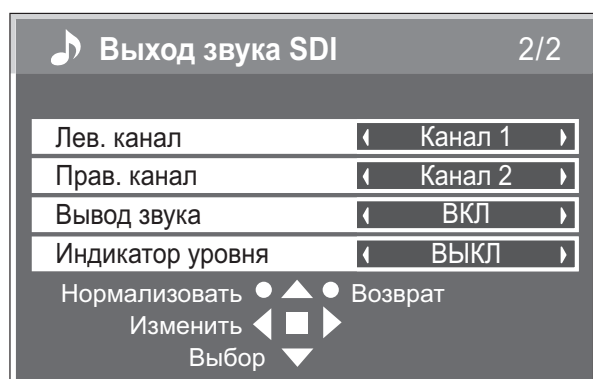 Выход звука SDI 2/2
Лев. канал Канал 1
Прав. канал Канал 2
Вывод звука ВКЛ
Индикатор уровня ВЫКЛ
Нормализовать Возврат
Изменить
Выбор